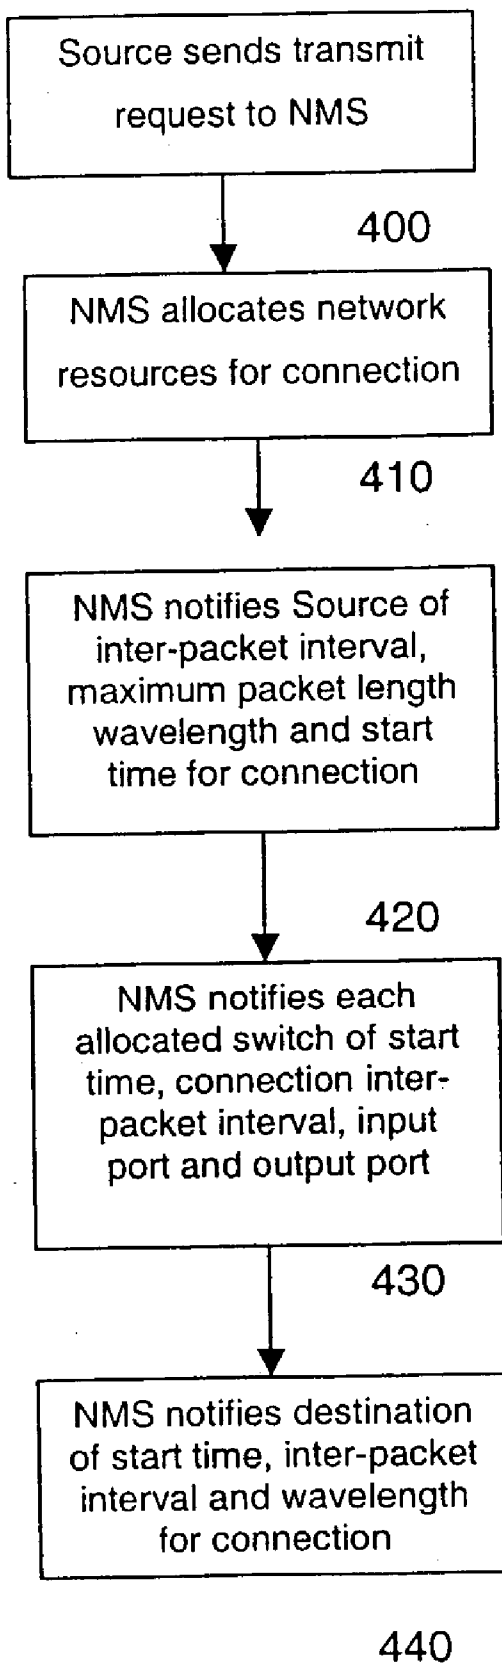 Source sends transmit
request to NMS
400
NMS allocates network
resources for connection
410
NMS notifies Source of
inter-packet interval,
maximum packet length
wavelength and start
time for connection
420
NMS notifies each
allocated switch of start
time, connection inter-
packet interval, input
port and output port
430
NMS notifies destination
of start time, inter-packet
interval and wavelength
for connection
440